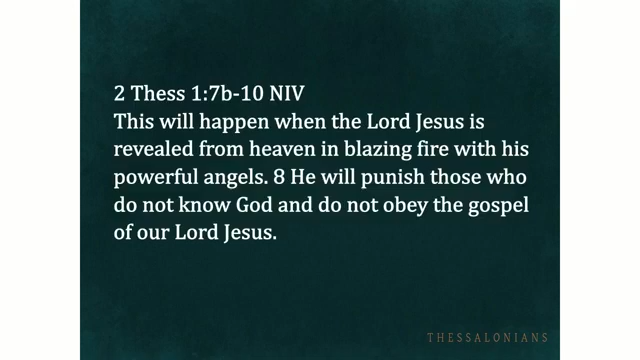 2 Thess 1:7b-10 NIV
This will happen when the Lord Jesus is
revealed from heaven in blazing fire with his
powerful angels. 8 He will punish those who
do not know God and do not obey the gospel
of our Lord Jesus.
THESSALONIANS